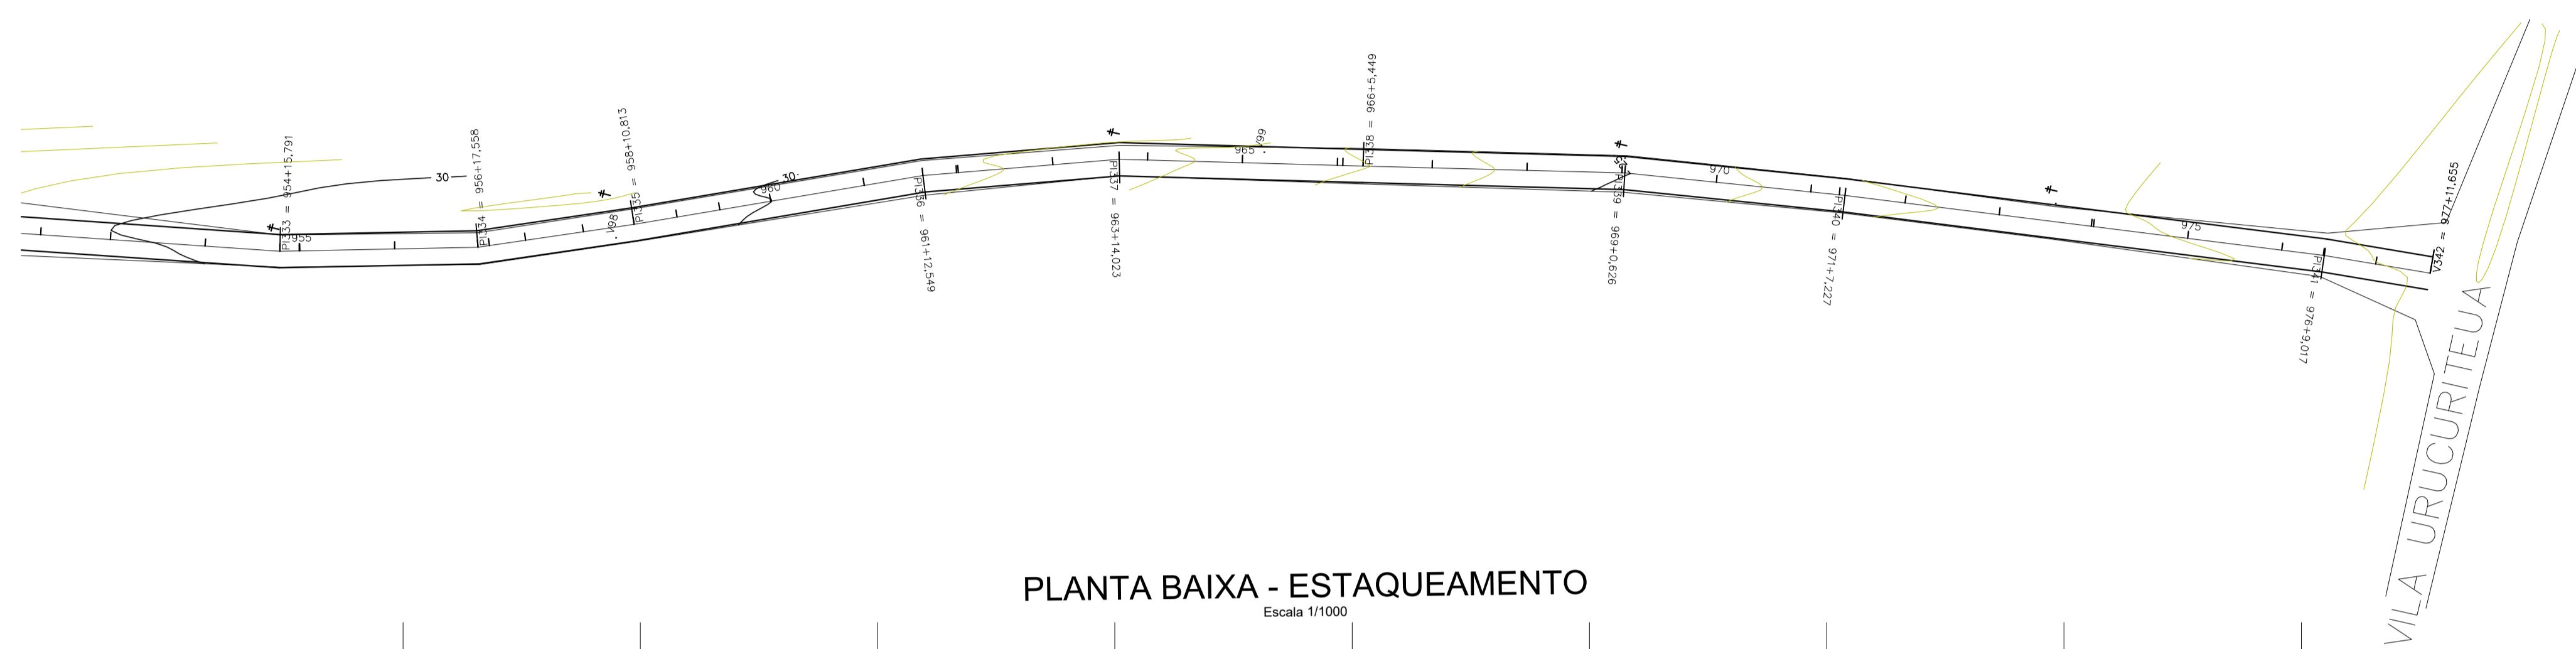 PI333 = 954+15,791
955
30
PI334 = 956+17,558
PI335 = 958+10,813
960
30
PI336 = 961+12,549
PI337 = 963+14,023
965
PI338 = 966+5,449
PI339 = 969+0,626
970
PI340 = 971+7,227
975
PI341 = 976+9,017
V342 = 977+11,655
VILA URUCURITEUA
PLANTA BAIXA - ESTAQUEAMENTO
Escala 1/1000